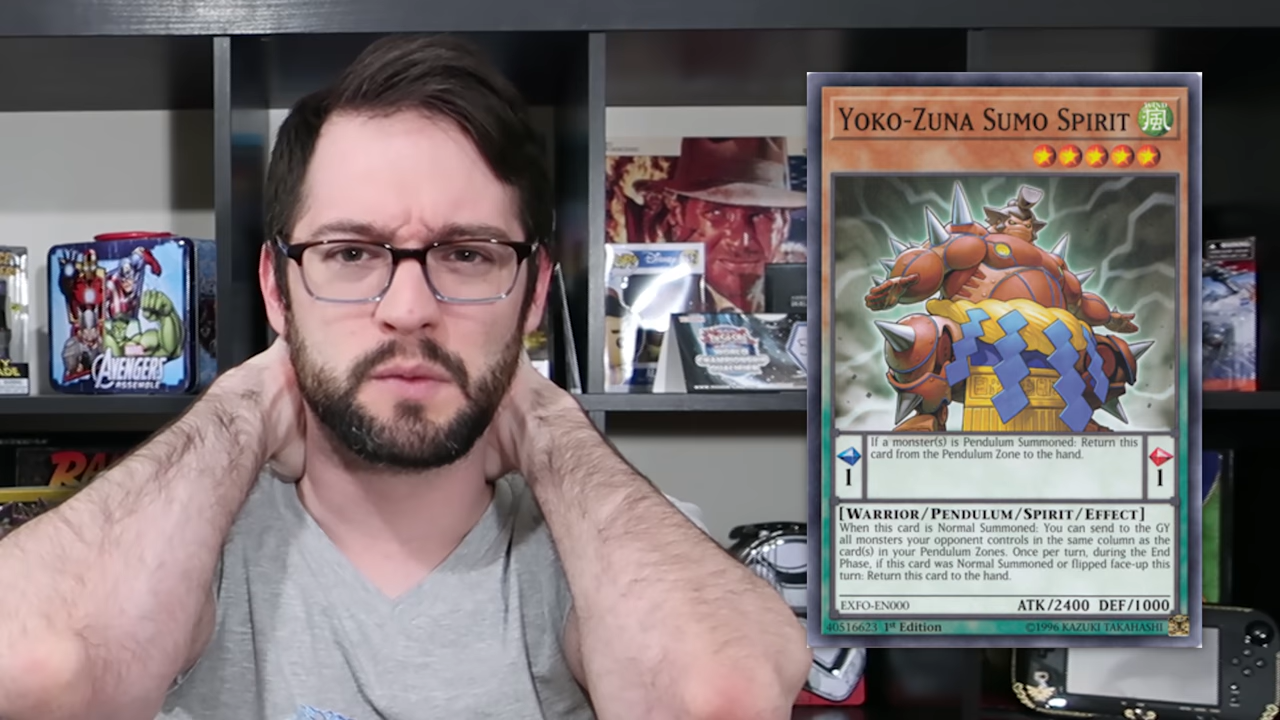 YOKO-ZUNA SUMO SPIRIT
WIND
風
If a monster(s) is Pendulum Summoned: Return this
card from the Pendulum Zone to the hand.
1
1
[WARRIOR/PENDULUM/SPIRIT/EFFECT]
When this card is Normal Summoned: You can send to the GY
all monsters your opponent controls in the same column as the
card(s) in your Pendulum Zones. Once per turn, during the End
Phase, if this card was Normal Summoned or flipped face-up this
turn: Return this card to the hand.
EXFO-EN000
ATK/2400 DEF/1000
40516623 1st Edition
©1996 KAZUKI TAKAHASHI
AVENGERS
ASSEMBLE
Disney
WORLD
CHAMPIONSHIP